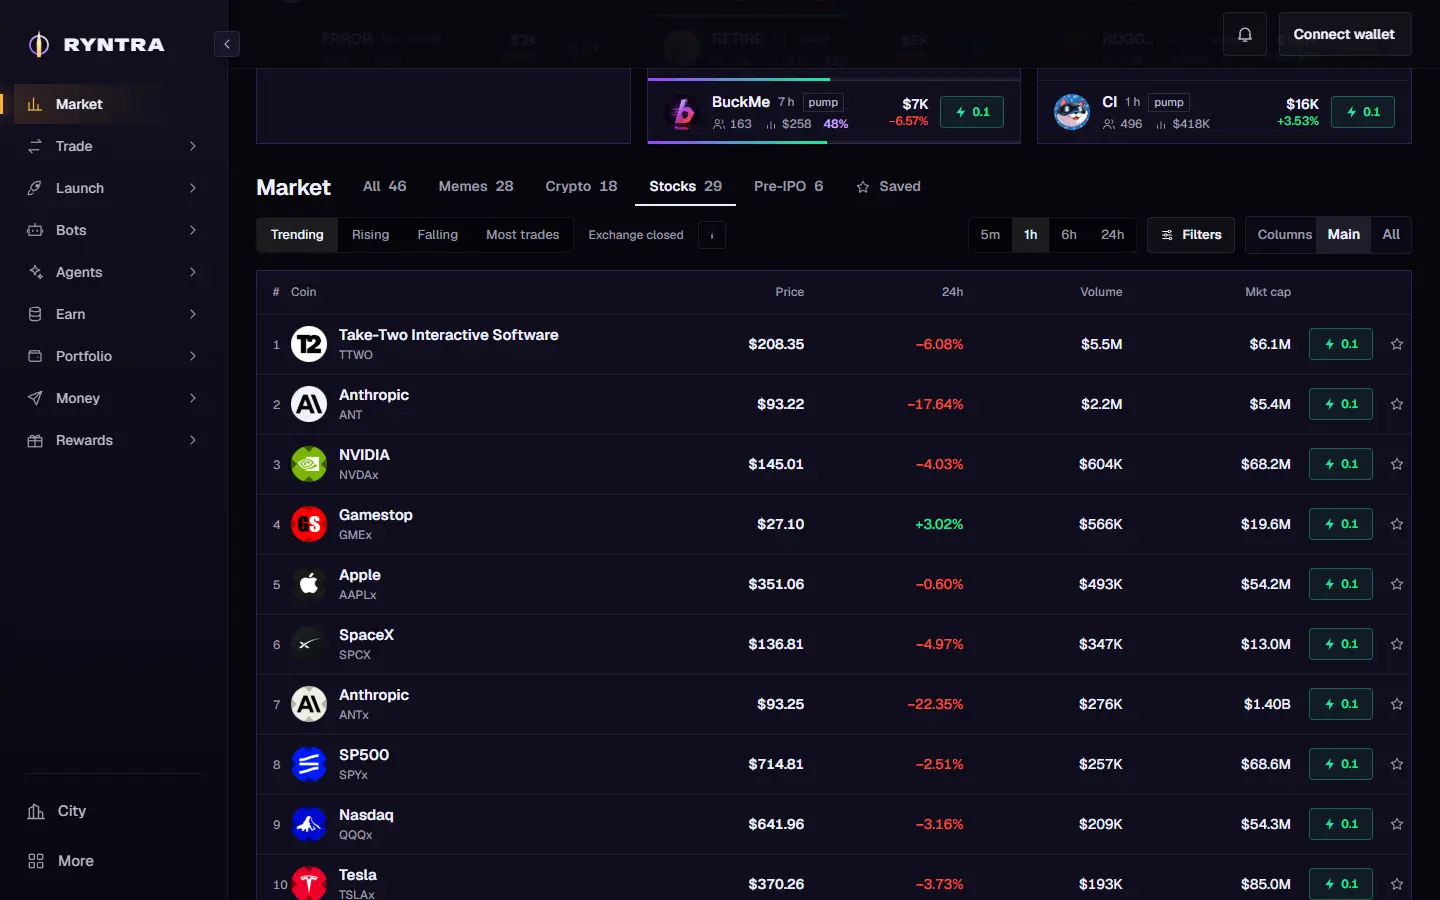 RYNTRA
Connect wallet
Market
Trade
Launch
Bots
Agents
Earn
Portfolio
Money
Rewards
City
More
ERROR
$3K
RETIRE
$8K
RUGG...
BuckMe 7 h pump
163 $258 48%
$7K
−6.57%
0.1
CI 1 h pump
496 $418K
$16K
+3.53%
0.1
Market All 46 Memes 28 Crypto 18 Stocks 29 Pre-IPO 6 Saved
Trending Rising Falling Most trades Exchange closed i 5m 1h 6h 24h Filters Columns Main All
# Coin Price 24h Volume Mkt cap
1 Take-Two Interactive Software $208.35 −6.08% $5.5M $6.1M 0.1
TTWO
2 Anthropic $93.22 −17.64% $2.2M $5.4M 0.1
ANT
3 NVIDIA $145.01 −4.03% $604K $68.2M 0.1
NVDAx
4 Gamestop $27.10 +3.02% $566K $19.6M 0.1
GMEx
5 Apple $351.06 −0.60% $493K $54.2M 0.1
AAPLx
6 SpaceX $136.81 −4.97% $347K $13.0M 0.1
SPCX
7 Anthropic $93.25 −22.35% $276K $1.40B 0.1
ANTx
8 SP500 $714.81 −2.51% $257K $68.6M 0.1
SPYx
9 Nasdaq $641.96 −3.16% $209K $54.3M 0.1
QQQx
10 Tesla $370.26 −3.73% $193K $85.0M 0.1
TSLAx